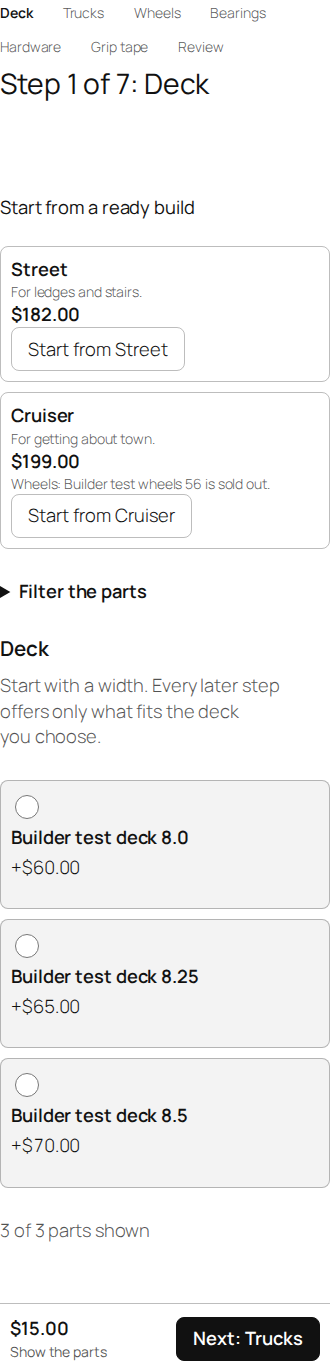 Deck Trucks Wheels Bearings
Hardware Grip tape Review
Step 1 of 7: Deck
Start from a ready build
Street
For ledges and stairs.
$182.00
Start from Street
Cruiser
For getting about town.
$199.00
Wheels: Builder test wheels 56 is sold out.
Start from Cruiser
Filter the parts
Deck
Start with a width. Every later step
offers only what fits the deck
you choose.
Builder test deck 8.0
+$60.00
Builder test deck 8.25
+$65.00
Builder test deck 8.5
+$70.00
3 of 3 parts shown
$15.00
Show the parts
Next: Trucks